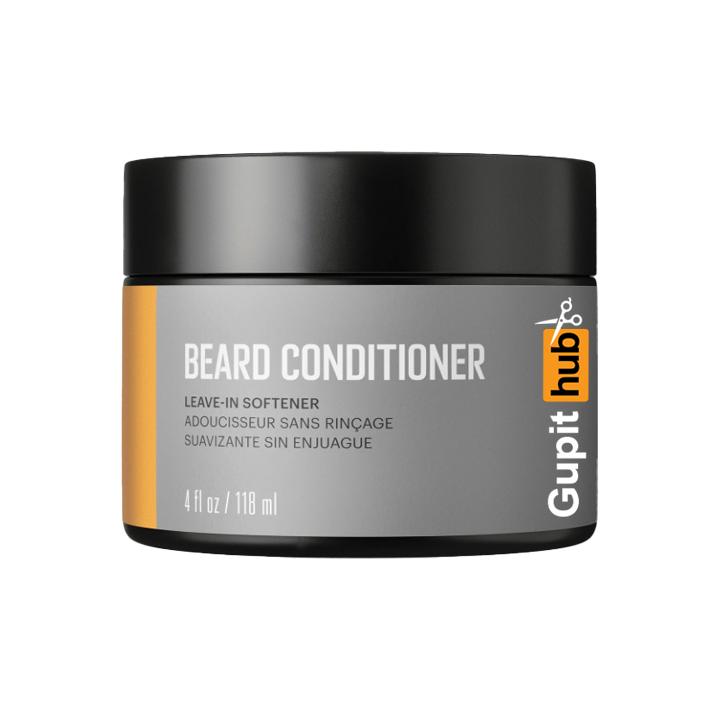 BEARD CONDITIONER
LEAVE-IN SOFTENER
ADOUCISSEUR SANS RINÇAGE
SUAVIZANTE SIN ENJUAGUE
4 fl oz / 118 ml
Gupit hub